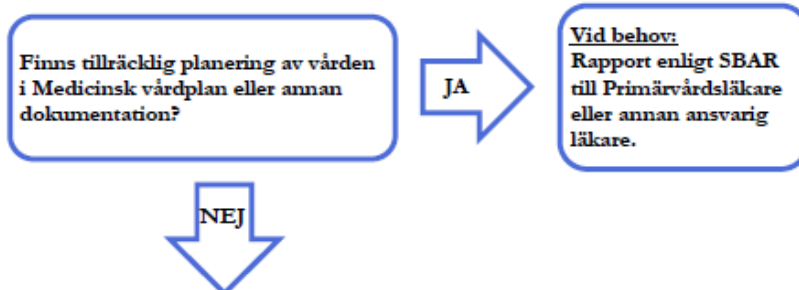 Finns tillräcklig planering av vården
i Medicinsk vårdplan eller annan
dokumentation?
JA
Vid behov:
Rapport enligt SBAR
till Primärvårdsläkare
eller annan ansvarig
läkare.
NEJ